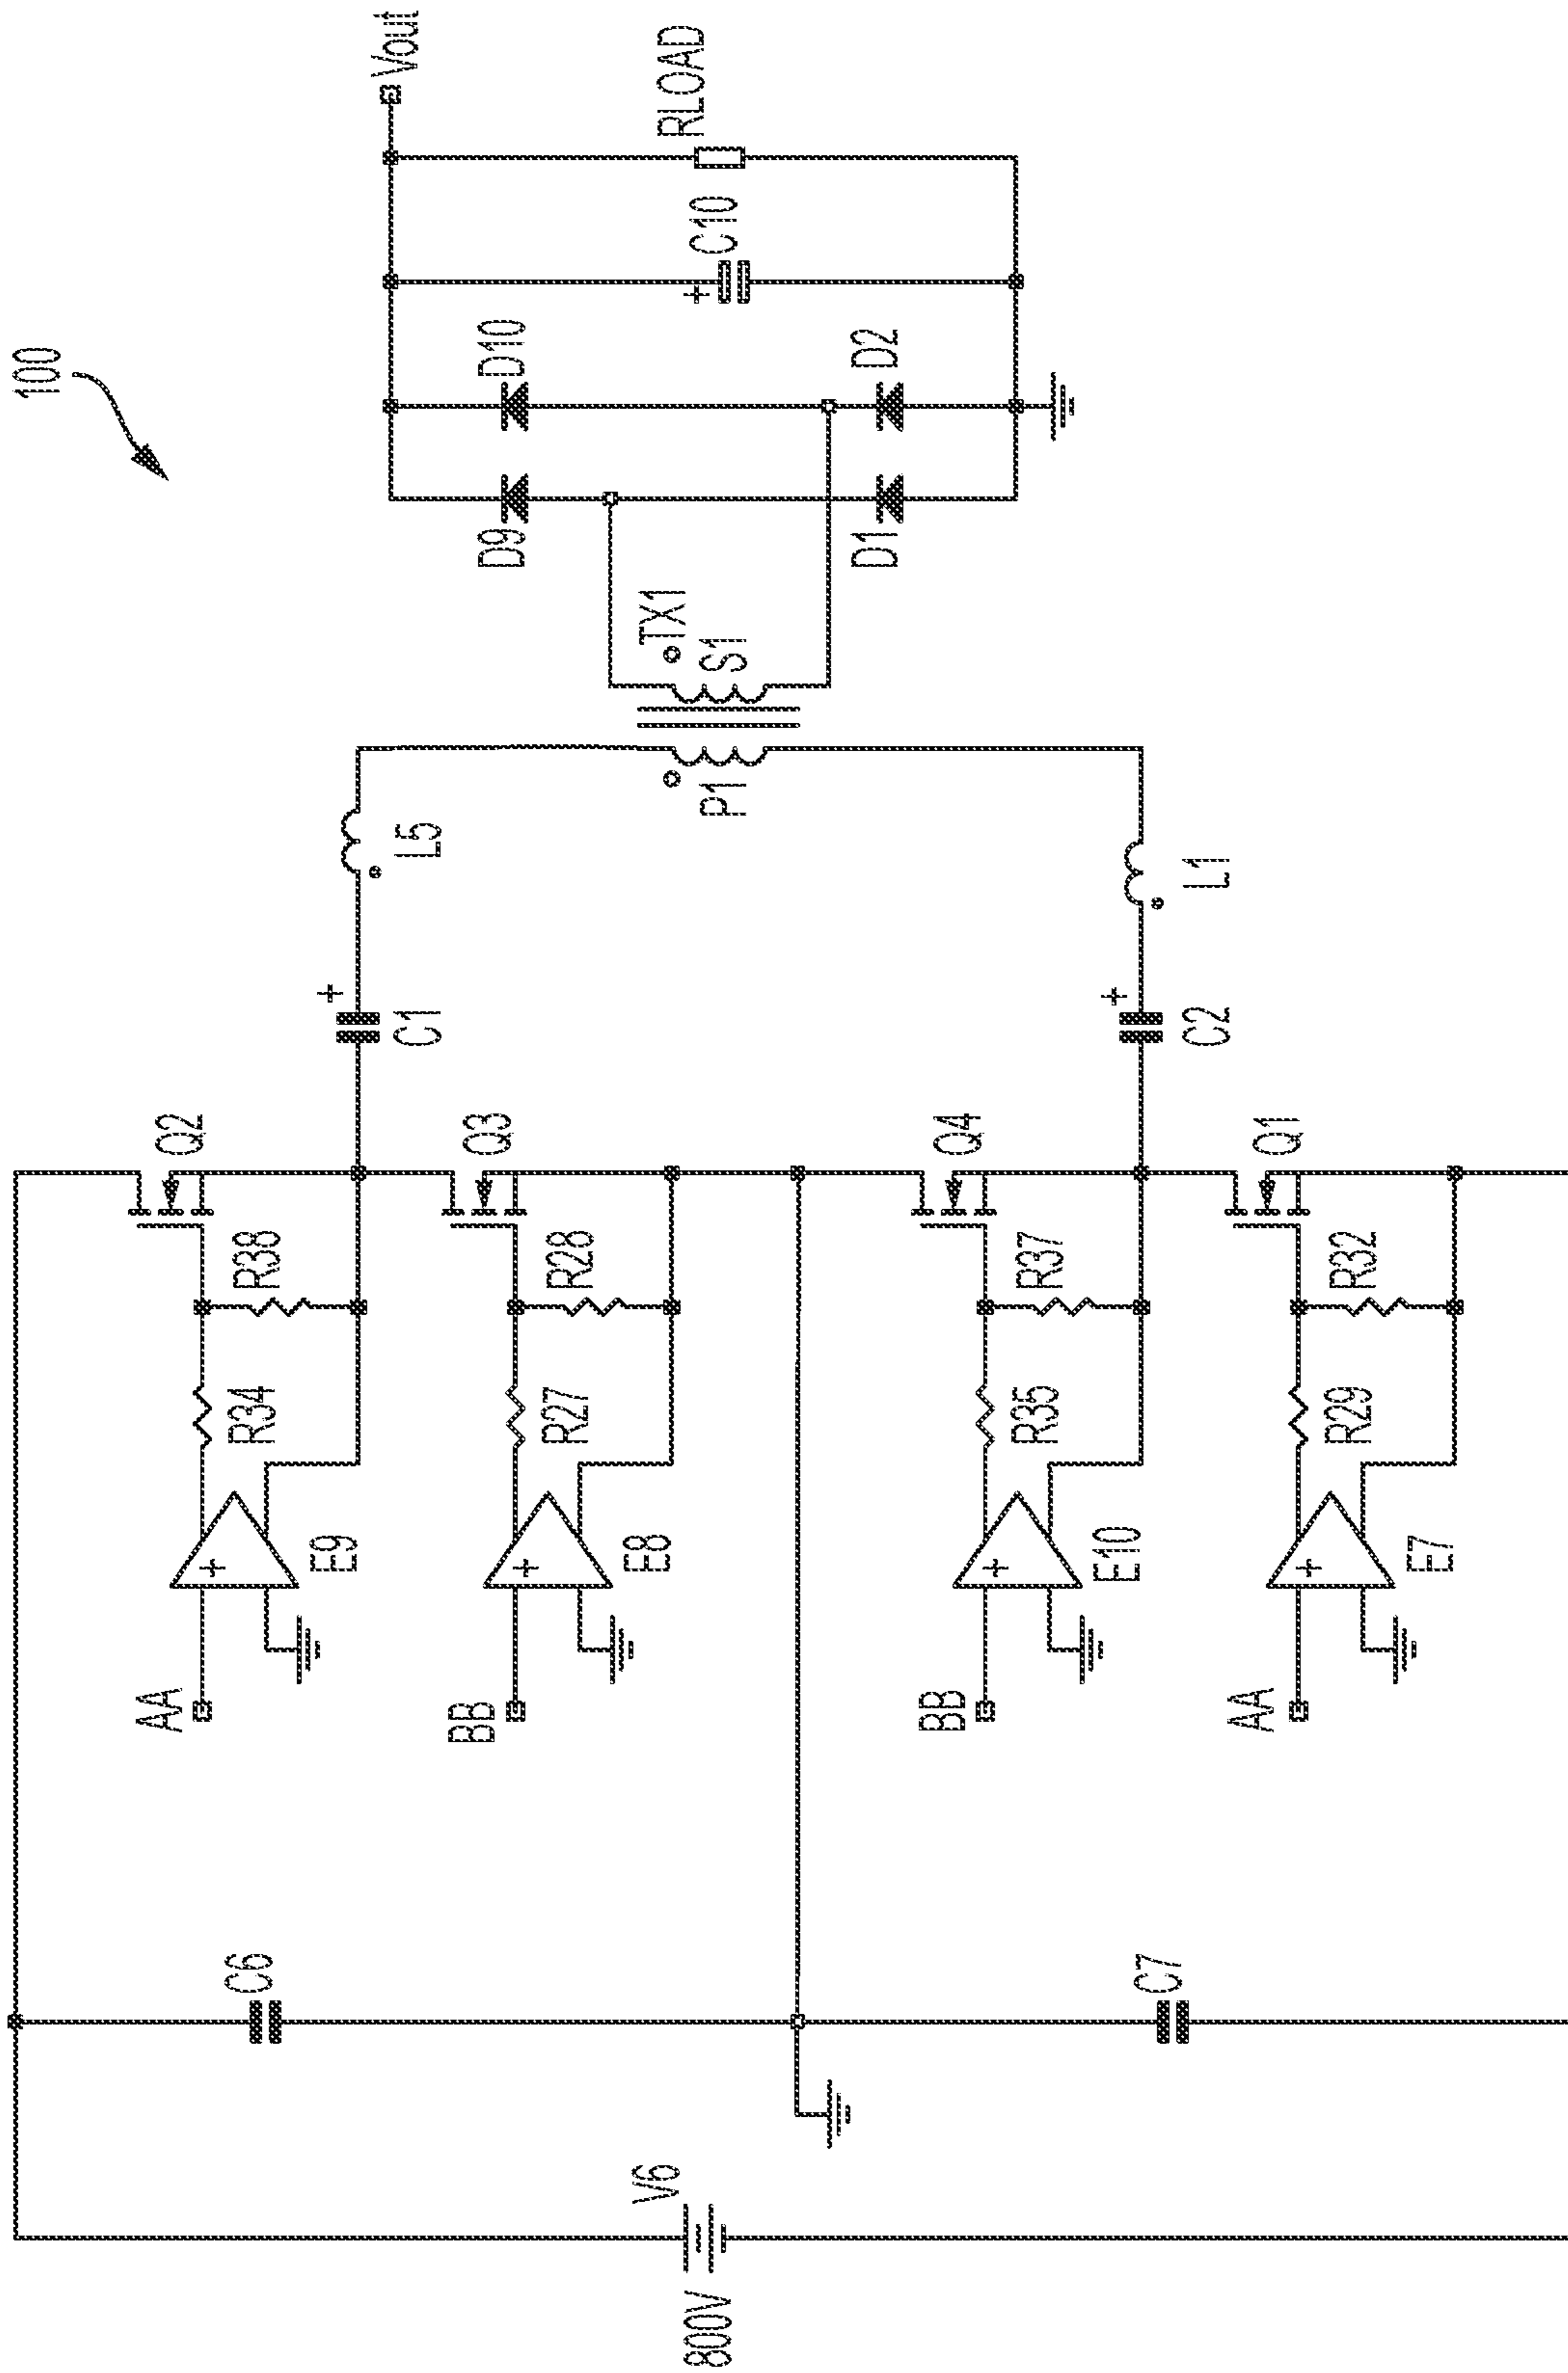 100
Vout
RLOAD
C10
+
D10
D2
D9
D1
TX1
S1
P1
L5
L1
+
C1
+
C2
Q2
Q3
Q4
Q1
R38
R28
R37
R32
R34
R27
R35
R29
+
E9
+
E8
+
E10
+
E7
AA
BB
BB
AA
C6
C7
V6
800V